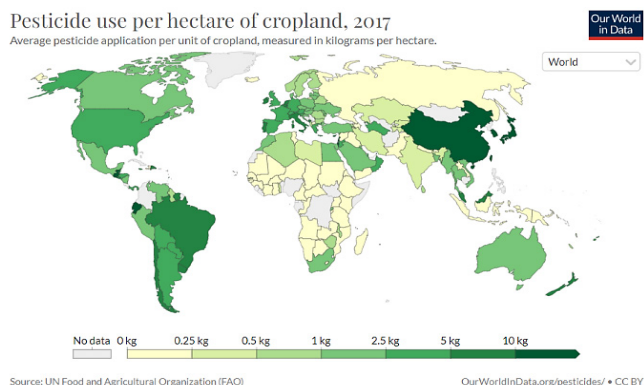 Pesticide use per hectare of cropland, 2017
Average pesticide application per unit of cropland, measured in kilograms per hectare.
Our World
in Data
World
No data 0 kg 0.25 kg 0.5 kg 1 kg 2.5 kg 5 kg 10 kg
Source: UN Food and Agricultural Organization (FAO)
OurWorldInData.org/pesticides/ • CC BY